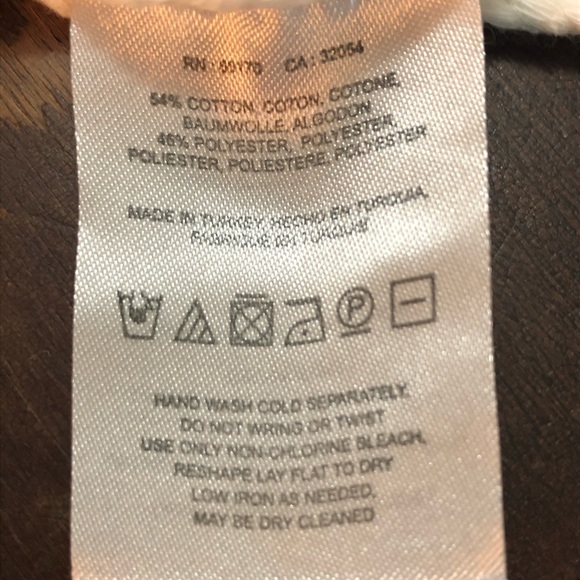 RN : 69170 CA : 32054
54% COTTON, COTON, COTONE,
BAUMWOLLE, ALGODON
46% POLYESTER, POLYESTER,
POLIESTER, POLIESTERE, POLYESTER
MADE IN TURKEY, HECHO EN TURQUIA,
FABRIQUE EN TURQUIE
P
HAND WASH COLD SEPARATELY,
DO NOT WRING OR TWIST
USE ONLY NON-CHLORINE BLEACH,
RESHAPE LAY FLAT TO DRY
LOW IRON AS NEEDED,
MAY BE DRY CLEANED